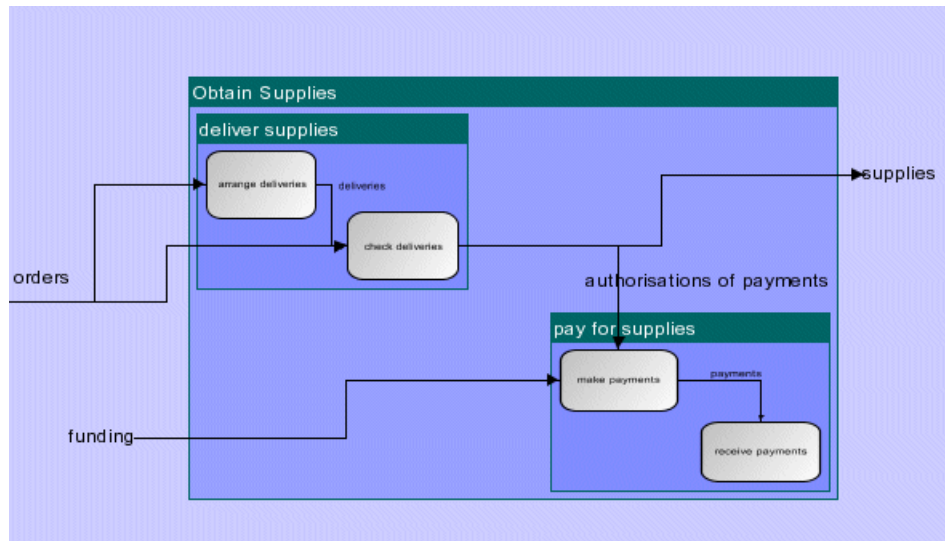 Obtain Supplies
deliver supplies
arrange deliveries
deliveries
supplies
check deliveries
orders
authorisations of payments
pay for supplies
make payments
payments
funding
receive payments